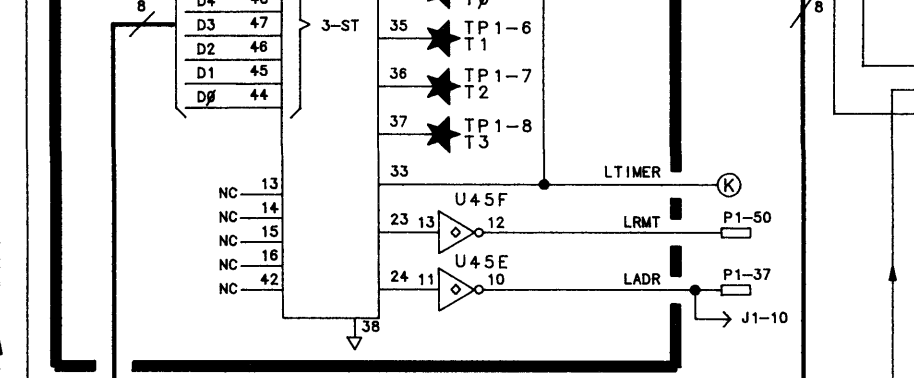 8
D4 48
TØ
8
D3 47
3-ST
35
TP1-6
T1
D2 46
D1 45
36
TP1-7
T2
DØ 44
37
TP1-8
T3
NC 13
33
LTIMER
K
NC 14
U45F
23 13 12
LRMT
P1-50
NC 15
NC 16
U45E
NC 42
24 11 10
LADR
P1-37
J1-10
38